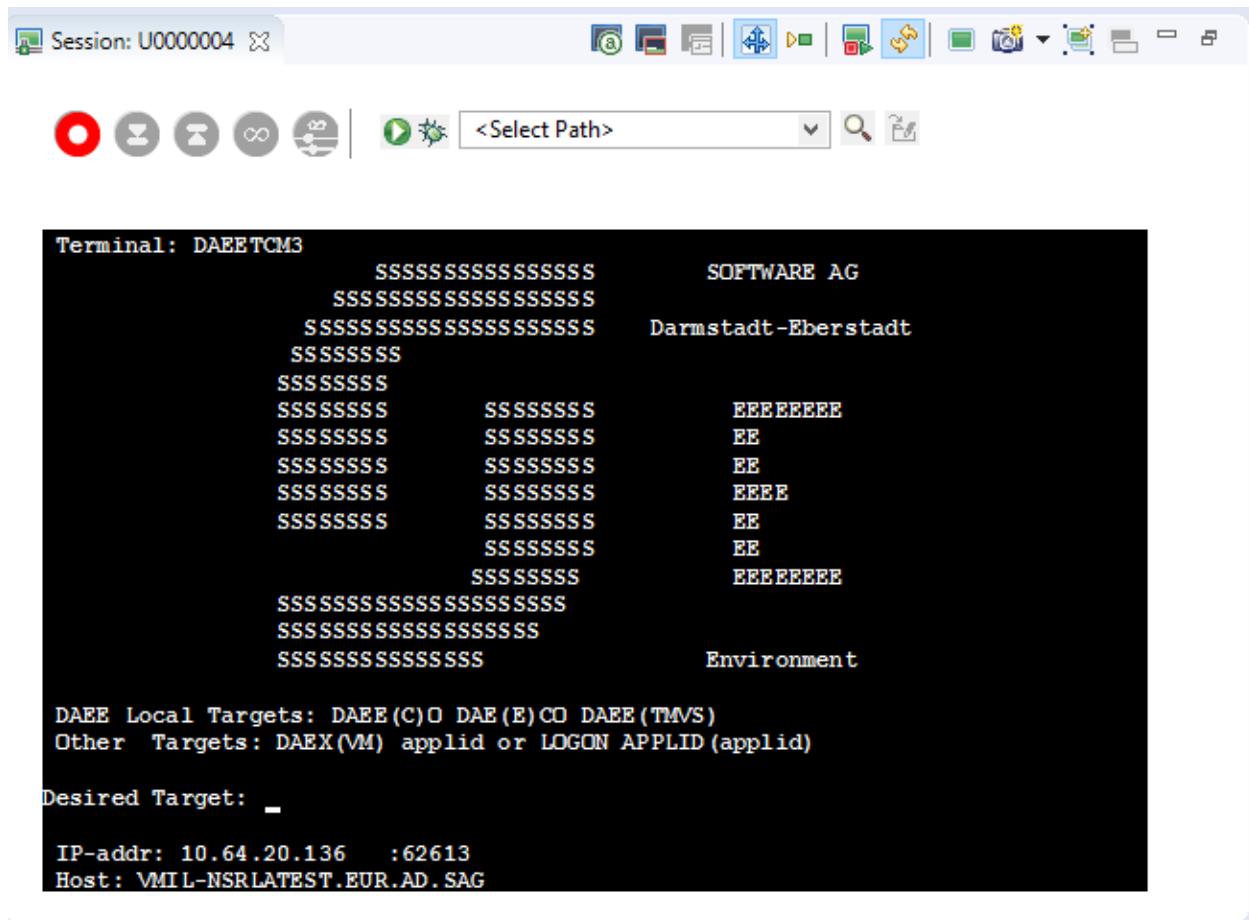 Session: U0000004
<Select Path>
Terminal: DAEETCM3
SSSSSSSSSSSSSSSS SOFTWARE AG
SSSSSSSSSSSSSSSSSSS
SSSSSSSSSSSSSSSSSSSSS Darmstadt-Eberstadt
SSSSSSSS
SSSSSSSS
SSSSSSSS SSSSSSSS EEEEEEEE
SSSSSSSS SSSSSSSS EE
SSSSSSSS SSSSSSSS EE
SSSSSSSS SSSSSSSS EEEE
SSSSSSSS SSSSSSSS EE
SSSSSSSS EE
SSSSSSSS EEEEEEEE
SSSSSSSSSSSSSSSSSSSSS
SSSSSSSSSSSSSSSSSSS
SSSSSSSSSSSSSSS Environment
DAEE Local Targets: DAEE(C)O DAE(E)CO DAEE(TMVS)
Other Targets: DAEX(VM) applid or LOGON APPLID(applid)
Desired Target: _
IP-addr: 10.64.20.136 :62613
Host: VMIL-NSRLATEST.EUR.AD.SAG